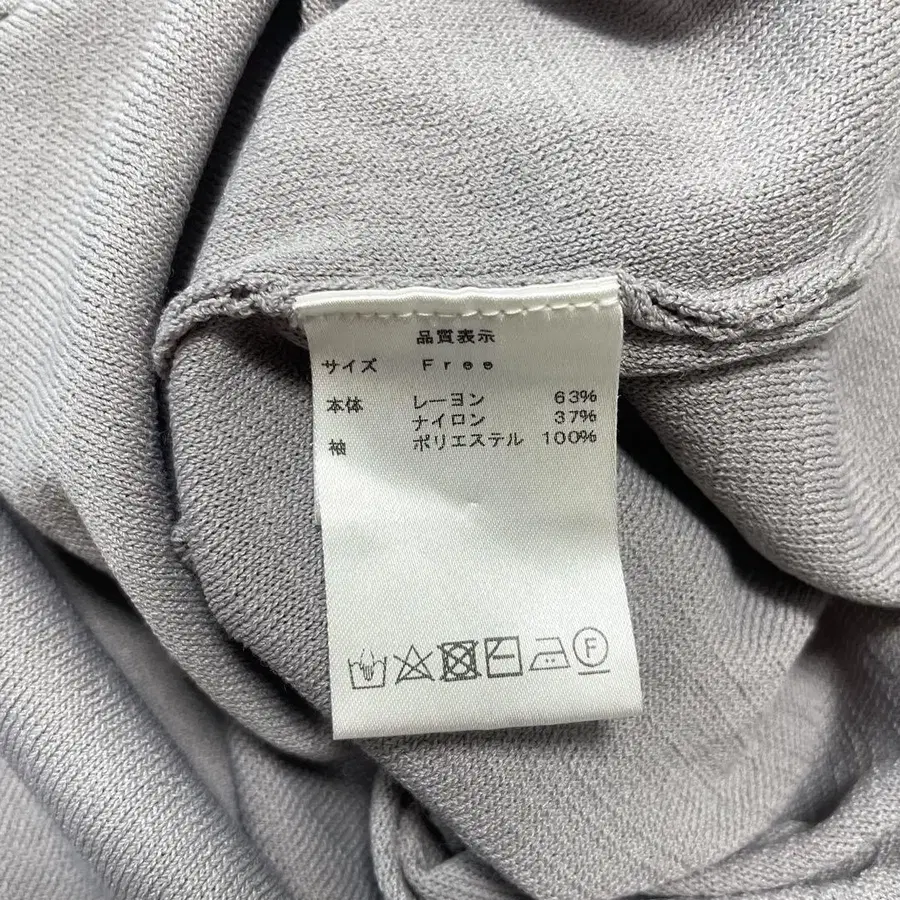 品質表示
サイズ Ｆｒｅｅ
本体 レーヨン 63%
ナイロン 37%
袖 ポリエステル 100%
F